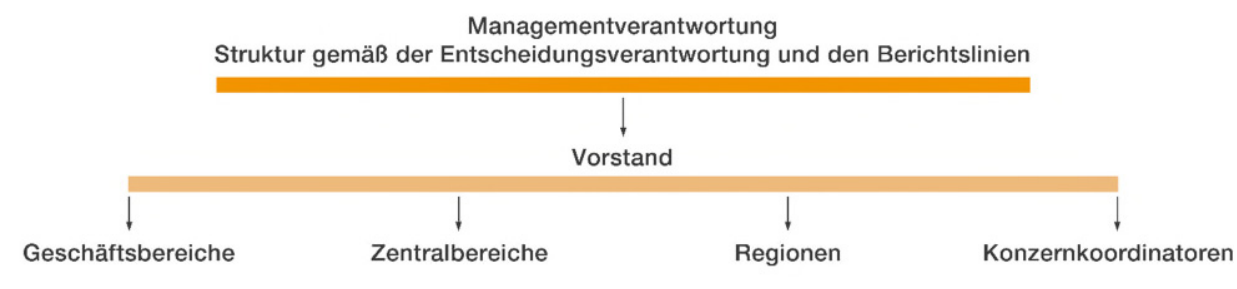 Managementverantwortung
Struktur gemäß der Entscheidungsverantwortung und den Berichtslinien
Vorstand
Geschäftsbereiche
Zentralbereiche
Regionen
Konzernkoordinatoren